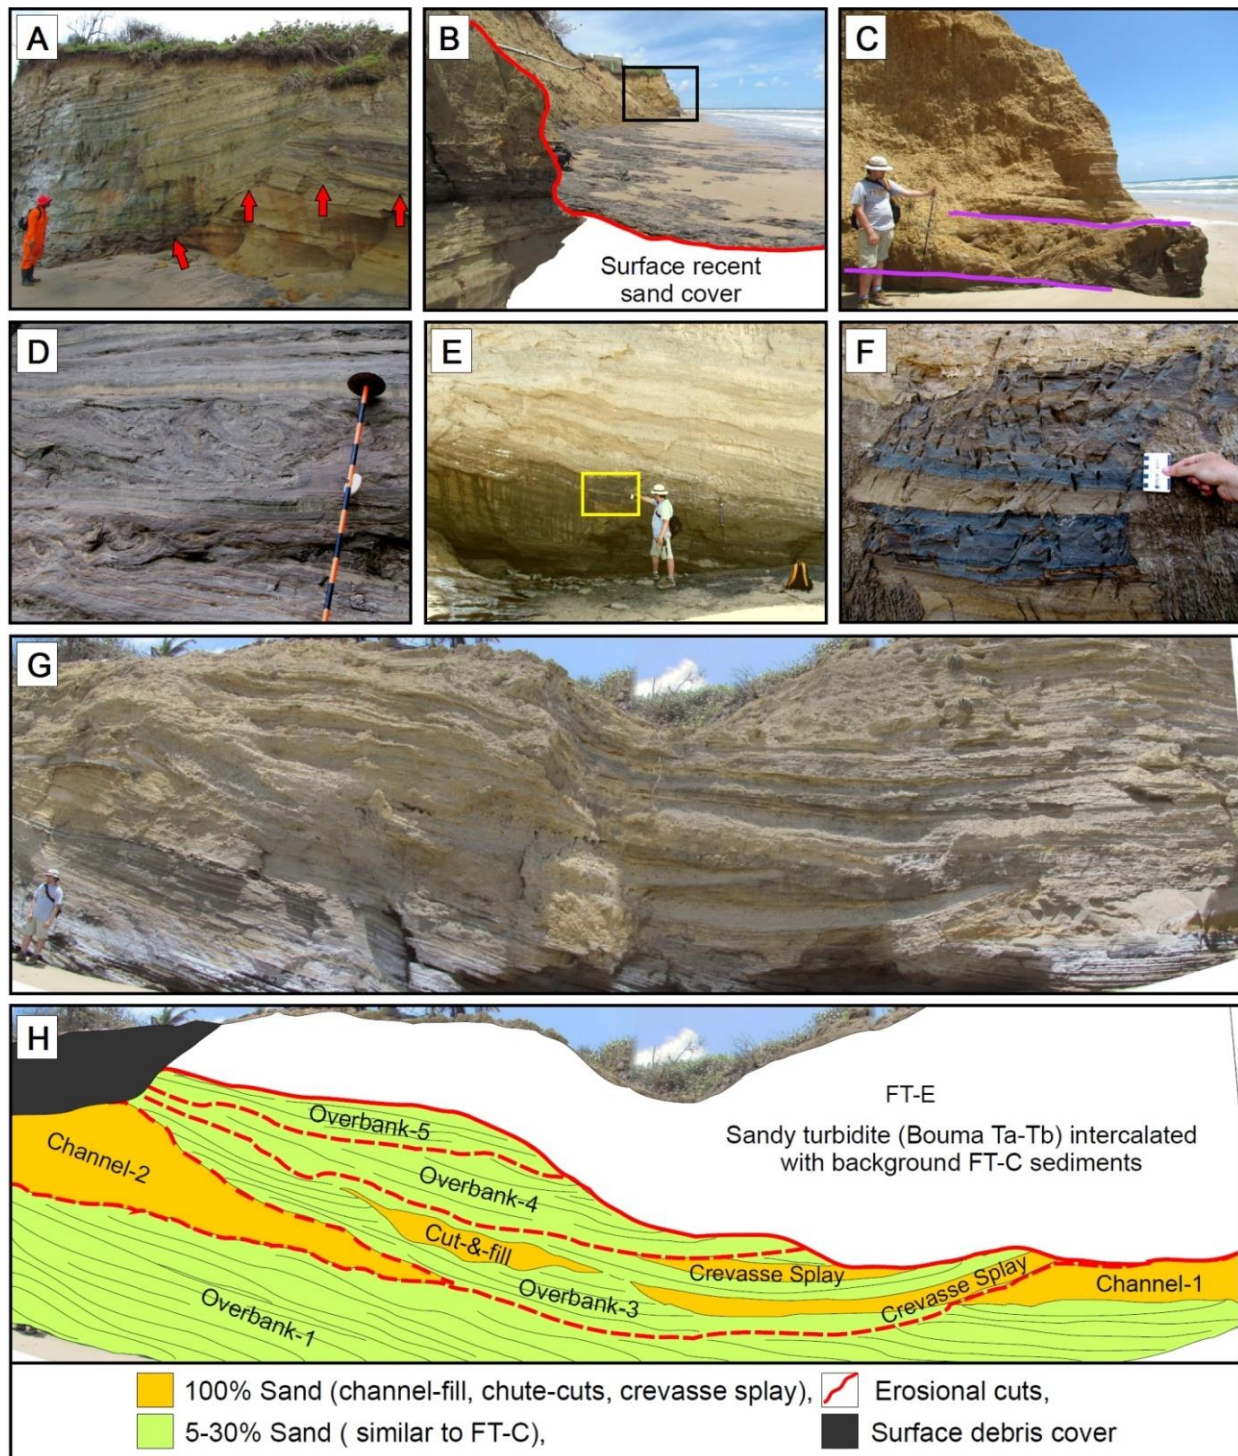 A
B
C
Surface recent
sand cover
D
E
F
G
H
FT-E
Sandy turbidite (Bouma Ta-Tb) intercalated
with background FT-C sediments
Overbank-5
Channel-2
Overbank-4
Cut-&-fill
Crevasse Splay
Crevasse Splay
Channel-1
Overbank-3
Overbank-1
100% Sand (channel-fill, chute-cuts, crevasse splay),
Erosional cuts,
5-30% Sand ( similar to FT-C),
Surface debris cover